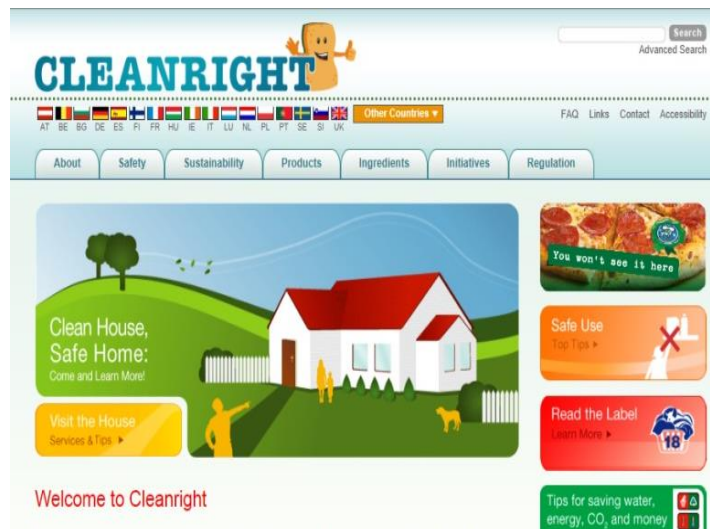 Search
Advanced Search
CLEANRIGHT
Other Countries
AT BE BG DE ES FI FR HU IE IT LU NL PL PT SE SI UK
FAQ Links Contact Accessibility
About Safety Sustainability Products Ingredients Initiatives Regulation
Clean House,
Safe Home:
Come and Learn More!
Visit the House
Services & Tips
You won't see it here
Safe Use
Top Tips
Read the Label
Learn More
18
Tips for saving water,
energy, CO₂ and money
Welcome to Cleanright